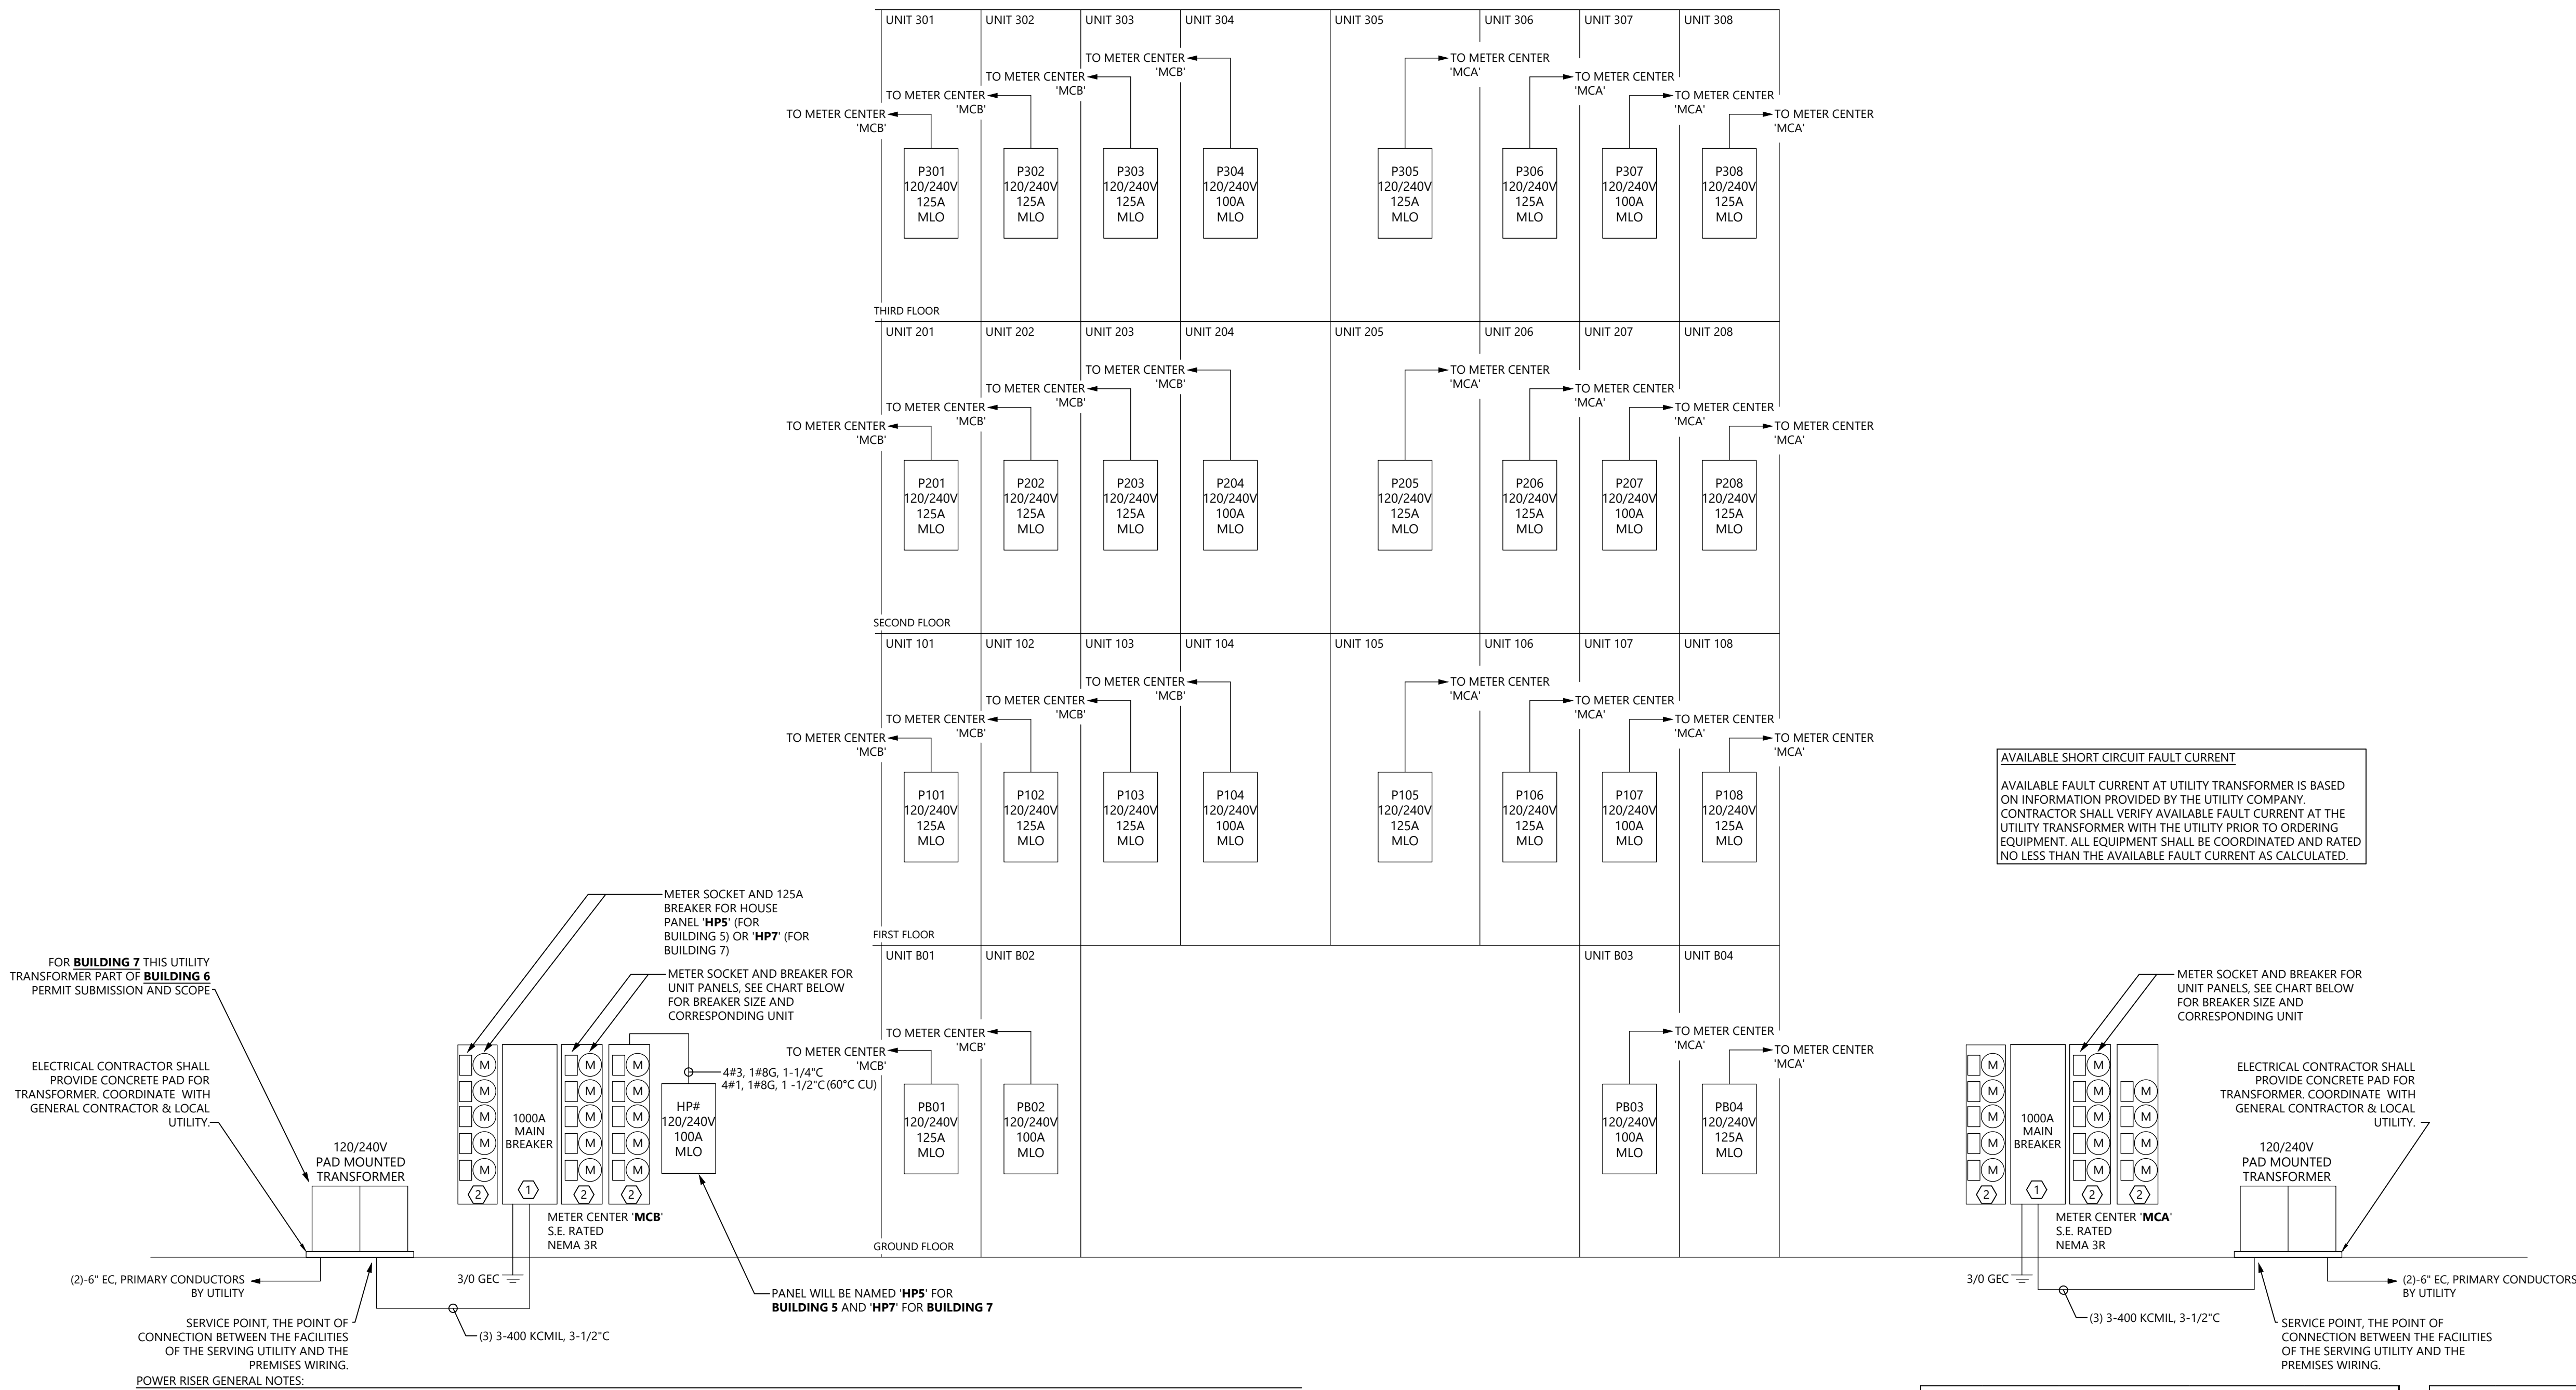 UNIT 301
UNIT 302
UNIT 303
UNIT 304
UNIT 305
UNIT 306
UNIT 307
UNIT 308
TO METER CENTER
'MCB'
TO METER CENTER
'MCB'
TO METER CENTER
'MCB'
TO METER CENTER
'MCB'
TO METER CENTER
'MCA'
TO METER CENTER
'MCA'
TO METER CENTER
'MCA'
TO METER CENTER
'MCA'
P301
120/240V
125A
MLO
P302
120/240V
125A
MLO
P303
120/240V
125A
MLO
P304
120/240V
100A
MLO
P305
120/240V
125A
MLO
P306
120/240V
125A
MLO
P307
120/240V
100A
MLO
P308
120/240V
125A
MLO
THIRD FLOOR
UNIT 201
UNIT 202
UNIT 203
UNIT 204
UNIT 205
UNIT 206
UNIT 207
UNIT 208
TO METER CENTER
'MCB'
TO METER CENTER
'MCB'
TO METER CENTER
'MCB'
TO METER CENTER
'MCB'
TO METER CENTER
'MCA'
TO METER CENTER
'MCA'
TO METER CENTER
'MCA'
TO METER CENTER
'MCA'
P201
120/240V
125A
MLO
P202
120/240V
125A
MLO
P203
120/240V
125A
MLO
P204
120/240V
100A
MLO
P205
120/240V
125A
MLO
P206
120/240V
125A
MLO
P207
120/240V
100A
MLO
P208
120/240V
125A
MLO
SECOND FLOOR
UNIT 101
UNIT 102
UNIT 103
UNIT 104
UNIT 105
UNIT 106
UNIT 107
UNIT 108
TO METER CENTER
'MCB'
TO METER CENTER
'MCB'
TO METER CENTER
'MCB'
TO METER CENTER
'MCB'
TO METER CENTER
'MCA'
TO METER CENTER
'MCA'
TO METER CENTER
'MCA'
TO METER CENTER
'MCA'
P101
120/240V
125A
MLO
P102
120/240V
125A
MLO
P103
120/240V
125A
MLO
P104
120/240V
100A
MLO
P105
120/240V
125A
MLO
P106
120/240V
125A
MLO
P107
120/240V
100A
MLO
P108
120/240V
125A
MLO
FIRST FLOOR
AVAILABLE SHORT CIRCUIT FAULT CURRENT
AVAILABLE FAULT CURRENT AT UTILITY TRANSFORMER IS BASED
ON INFORMATION PROVIDED BY THE UTILITY COMPANY.
CONTRACTOR SHALL VERIFY AVAILABLE FAULT CURRENT AT THE
UTILITY TRANSFORMER WITH THE UTILITY PRIOR TO ORDERING
EQUIPMENT. ALL EQUIPMENT SHALL BE COORDINATED AND RATED
NO LESS THAN THE AVAILABLE FAULT CURRENT AS CALCULATED.
METER SOCKET AND 125A
BREAKER FOR HOUSE
PANEL 'HP5' (FOR
BUILDING 5) OR 'HP7' (FOR
BUILDING 7)
METER SOCKET AND BREAKER FOR
UNIT PANELS, SEE CHART BELOW
FOR BREAKER SIZE AND
CORRESPONDING UNIT
FOR BUILDING 7 THIS UTILITY
TRANSFORMER PART OF BUILDING 6
PERMIT SUBMISSION AND SCOPE
ELECTRICAL CONTRACTOR SHALL
PROVIDE CONCRETE PAD FOR
TRANSFORMER. COORDINATE WITH
GENERAL CONTRACTOR & LOCAL
UTILITY.
120/240V
PAD MOUNTED
TRANSFORMER
M
M
M
M
M
2
1000A
MAIN
BREAKER
1
M
M
M
M
M
2
M
M
M
M
M
2
4#3, 1#8G, 1-1/4"C
4#1, 1#8G, 1 -1/2"C (60°C CU)
HP#
120/240V
100A
MLO
METER CENTER 'MCB'
S.E. RATED
NEMA 3R
3/0 GEC
(2)-6" EC, PRIMARY CONDUCTORS
BY UTILITY
SERVICE POINT, THE POINT OF
CONNECTION BETWEEN THE FACILITIES
OF THE SERVING UTILITY AND THE
PREMISES WIRING.
(3) 3-400 KCMIL, 3-1/2"C
PANEL WILL BE NAMED 'HP5' FOR
BUILDING 5 AND 'HP7' FOR BUILDING 7
UNIT B01
UNIT B02
UNIT B03
UNIT B04
TO METER CENTER
'MCB'
TO METER CENTER
'MCB'
TO METER CENTER
'MCA'
TO METER CENTER
'MCA'
PB01
120/240V
125A
MLO
PB02
120/240V
100A
MLO
PB03
120/240V
100A
MLO
PB04
120/240V
125A
MLO
GROUND FLOOR
METER SOCKET AND BREAKER FOR
UNIT PANELS, SEE CHART BELOW
FOR BREAKER SIZE AND
CORRESPONDING UNIT
M
M
M
M
M
2
1000A
MAIN
BREAKER
1
M
M
M
M
M
2
M
M
M
M
2
METER CENTER 'MCA'
S.E. RATED
NEMA 3R
ELECTRICAL CONTRACTOR SHALL
PROVIDE CONCRETE PAD FOR
TRANSFORMER. COORDINATE WITH
GENERAL CONTRACTOR & LOCAL
UTILITY.
120/240V
PAD MOUNTED
TRANSFORMER
3/0 GEC
(3) 3-400 KCMIL, 3-1/2"C
(2)-6" EC, PRIMARY CONDUCTORS
BY UTILITY
SERVICE POINT, THE POINT OF
CONNECTION BETWEEN THE FACILITIES
OF THE SERVING UTILITY AND THE
PREMISES WIRING.
POWER RISER GENERAL NOTES: